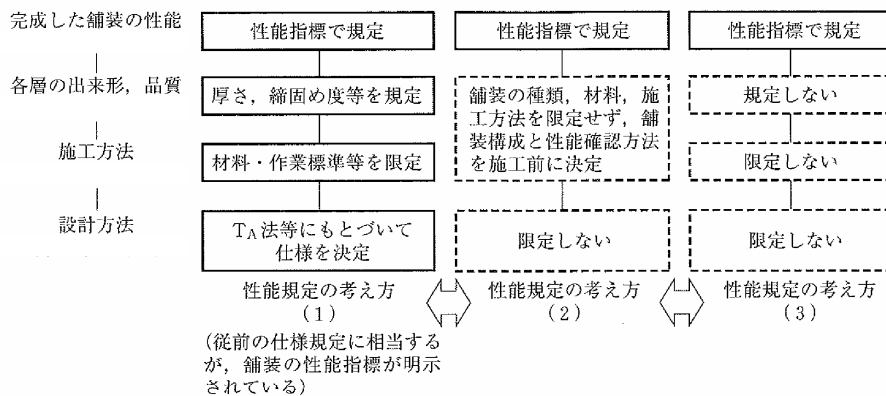 完成した舗装の性能
性能指標で規定
性能指標で規定
性能指標で規定
各層の出来形，品質
厚さ，締固め度等を規定
舗装の種類，材料，施
工方法を限定せず，舗
装構成と性能確認方法
を施工前に決定
規定しない
施工方法
材料・作業標準等を限定
限定しない
設計方法
TA法等にもとづいて
仕様を決定
限定しない
限定しない
性能規定の考え方
（1）
性能規定の考え方
（2）
性能規定の考え方
（3）
（従前の仕様規定に相当する
が，舗装の性能指標が明示
されている）